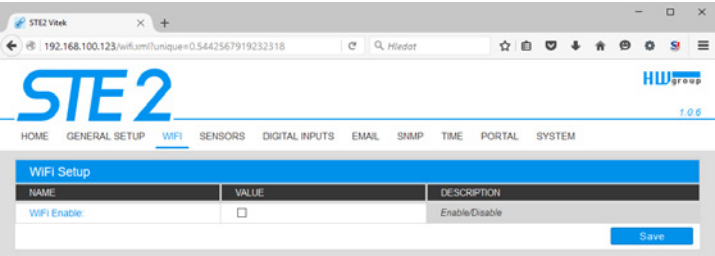 STE2 Vitek
192.168.100.123/wifi.xml?unique=0.5442567919232318
Hledat
STE2
HWgroup
1.0.6
HOME GENERAL SETUP WIFI SENSORS DIGITAL INPUTS EMAIL SNMP TIME PORTAL SYSTEM
WiFi Setup
NAME VALUE DESCRIPTION
WiFi Enable: Enable/Disable
Save